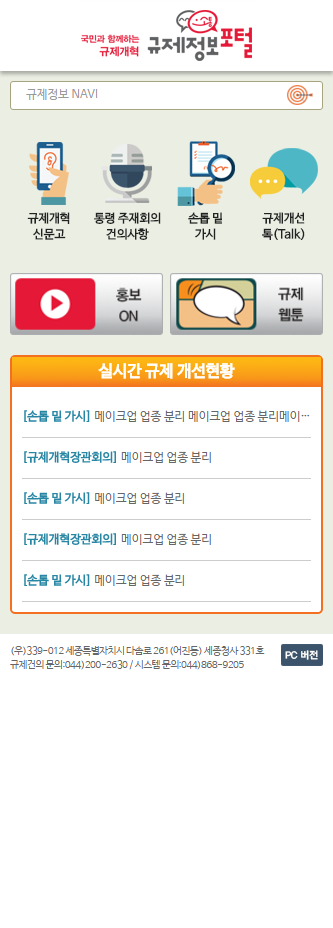 국민과 함께하는
규제개혁
규제정보포털
규제정보 NAVI
규제개혁
신문고
통령 주재회의
건의사항
손톱 밑
가시
규제개선
톡(Talk)
홍보
ON
규제
웹툰
실시간 규제 개선현황
[손톱 밑 가시] 메이크업 업종 분리 메이크업 업종 분리메이…
[규제개혁장관회의] 메이크업 업종 분리
[손톱 밑 가시] 메이크업 업종 분리
[규제개혁장관회의] 메이크업 업종 분리
[손톱 밑 가시] 메이크업 업종 분리
(우)339-012 세종특별자치시 다솜로 261(어진동) 세종청사 331호
규제건의 문의:044)200-2630 / 시스템 문의:044)868-9205
PC 버전